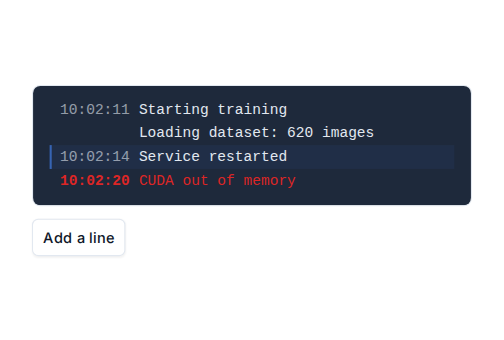 10:02:11 Starting training
Loading dataset: 620 images
10:02:14 Service restarted
10:02:20 CUDA out of memory
Add a line